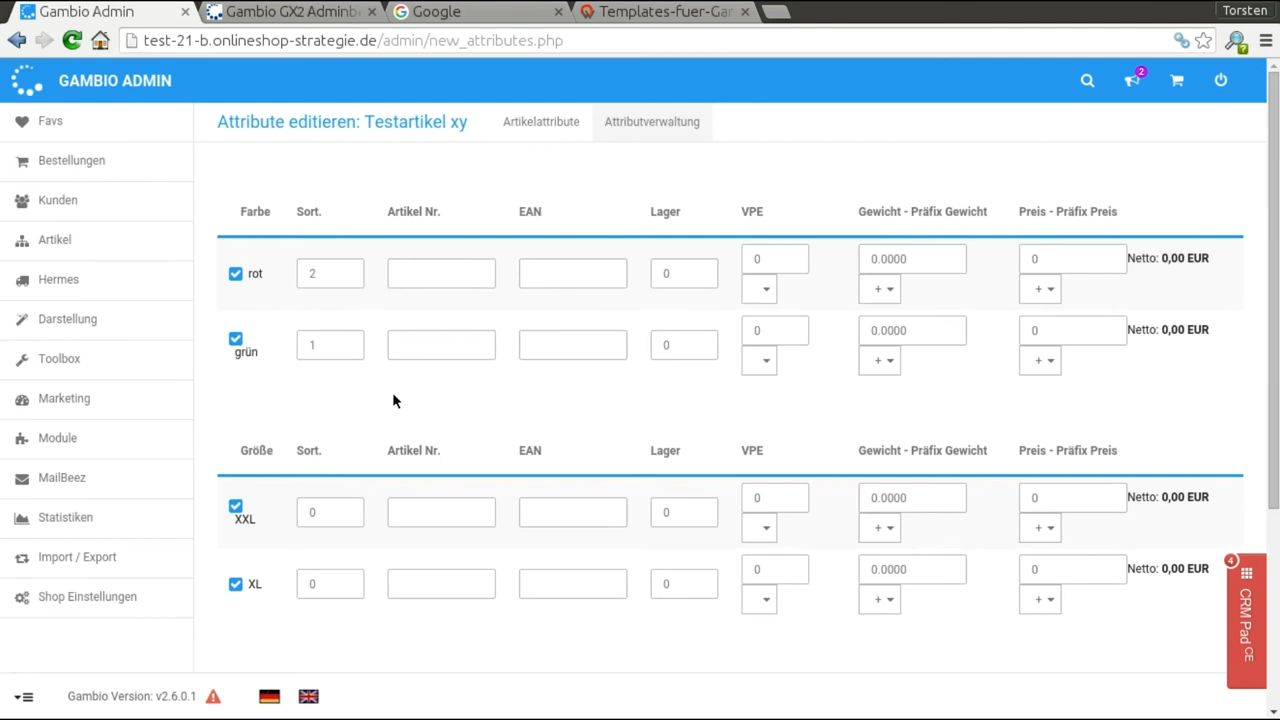 Gambio Admin
Gambio GX2 Adminb
Google
Templates-fuer-Gar
Torsten
test-21-b.onlineshop-strategie.de/admin/new_attributes.php
GAMBIO ADMIN
2
Favs
Bestellungen
Kunden
Artikel
Hermes
Darstellung
Toolbox
Marketing
Module
MailBeez
Statistiken
Import / Export
Shop Einstellungen
Attribute editieren: Testartikel xy Artikelattribute Attributverwaltung
Farbe Sort. Artikel Nr. EAN Lager VPE Gewicht - Präfix Gewicht Preis - Präfix Preis
rot 2 0 0 0.0000 0 Netto: 0,00 EUR
+ +
grün 1 0 0 0.0000 0 Netto: 0,00 EUR
+ +
Größe Sort. Artikel Nr. EAN Lager VPE Gewicht - Präfix Gewicht Preis - Präfix Preis
XXL 0 0 0 0.0000 0 Netto: 0,00 EUR
+ +
XL 0 0 0 0.0000 0 Netto: 0,00 EUR
+ +
4
CRM Pad CE
Gambio Version: v2.6.0.1